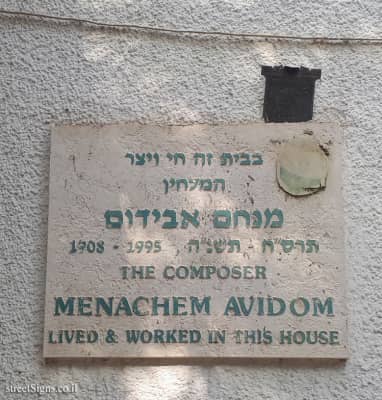 בבית זה חי ויצר
המלחין
מנחם אבידום
תרס"ח - תשנ"ה , 1995 - 1908
THE COMPOSER
MENACHEM AVIDOM
LIVED & WORKED IN THIS HOUSE
streetSigns.co.il